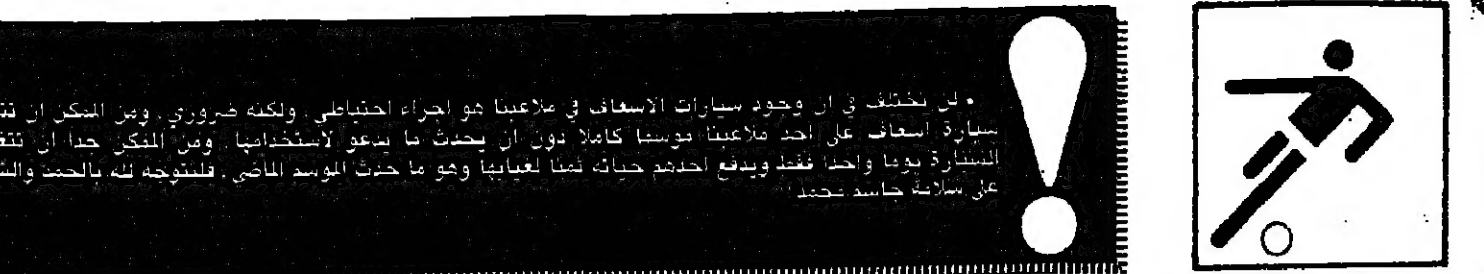 • لن نختلف في ان وجود سيارات الاسعاف في ملاعبنا هو اجراء احتياطي، ولكنه ضروري، ومن الممكن ان
سيارة اسعاف على احد ملاعبنا موسما كاملا دون ان يحدث ما يدعو لاستخدامها، ومن الممكن جدا ان
السيارة يوما واحدا فقط ويدفع احدهم حياته ثمنا لغيابها وهو ما حدث الموسم الماضي، فلنتوجه لله بالحمد
على سلامة جاسم محمد
!